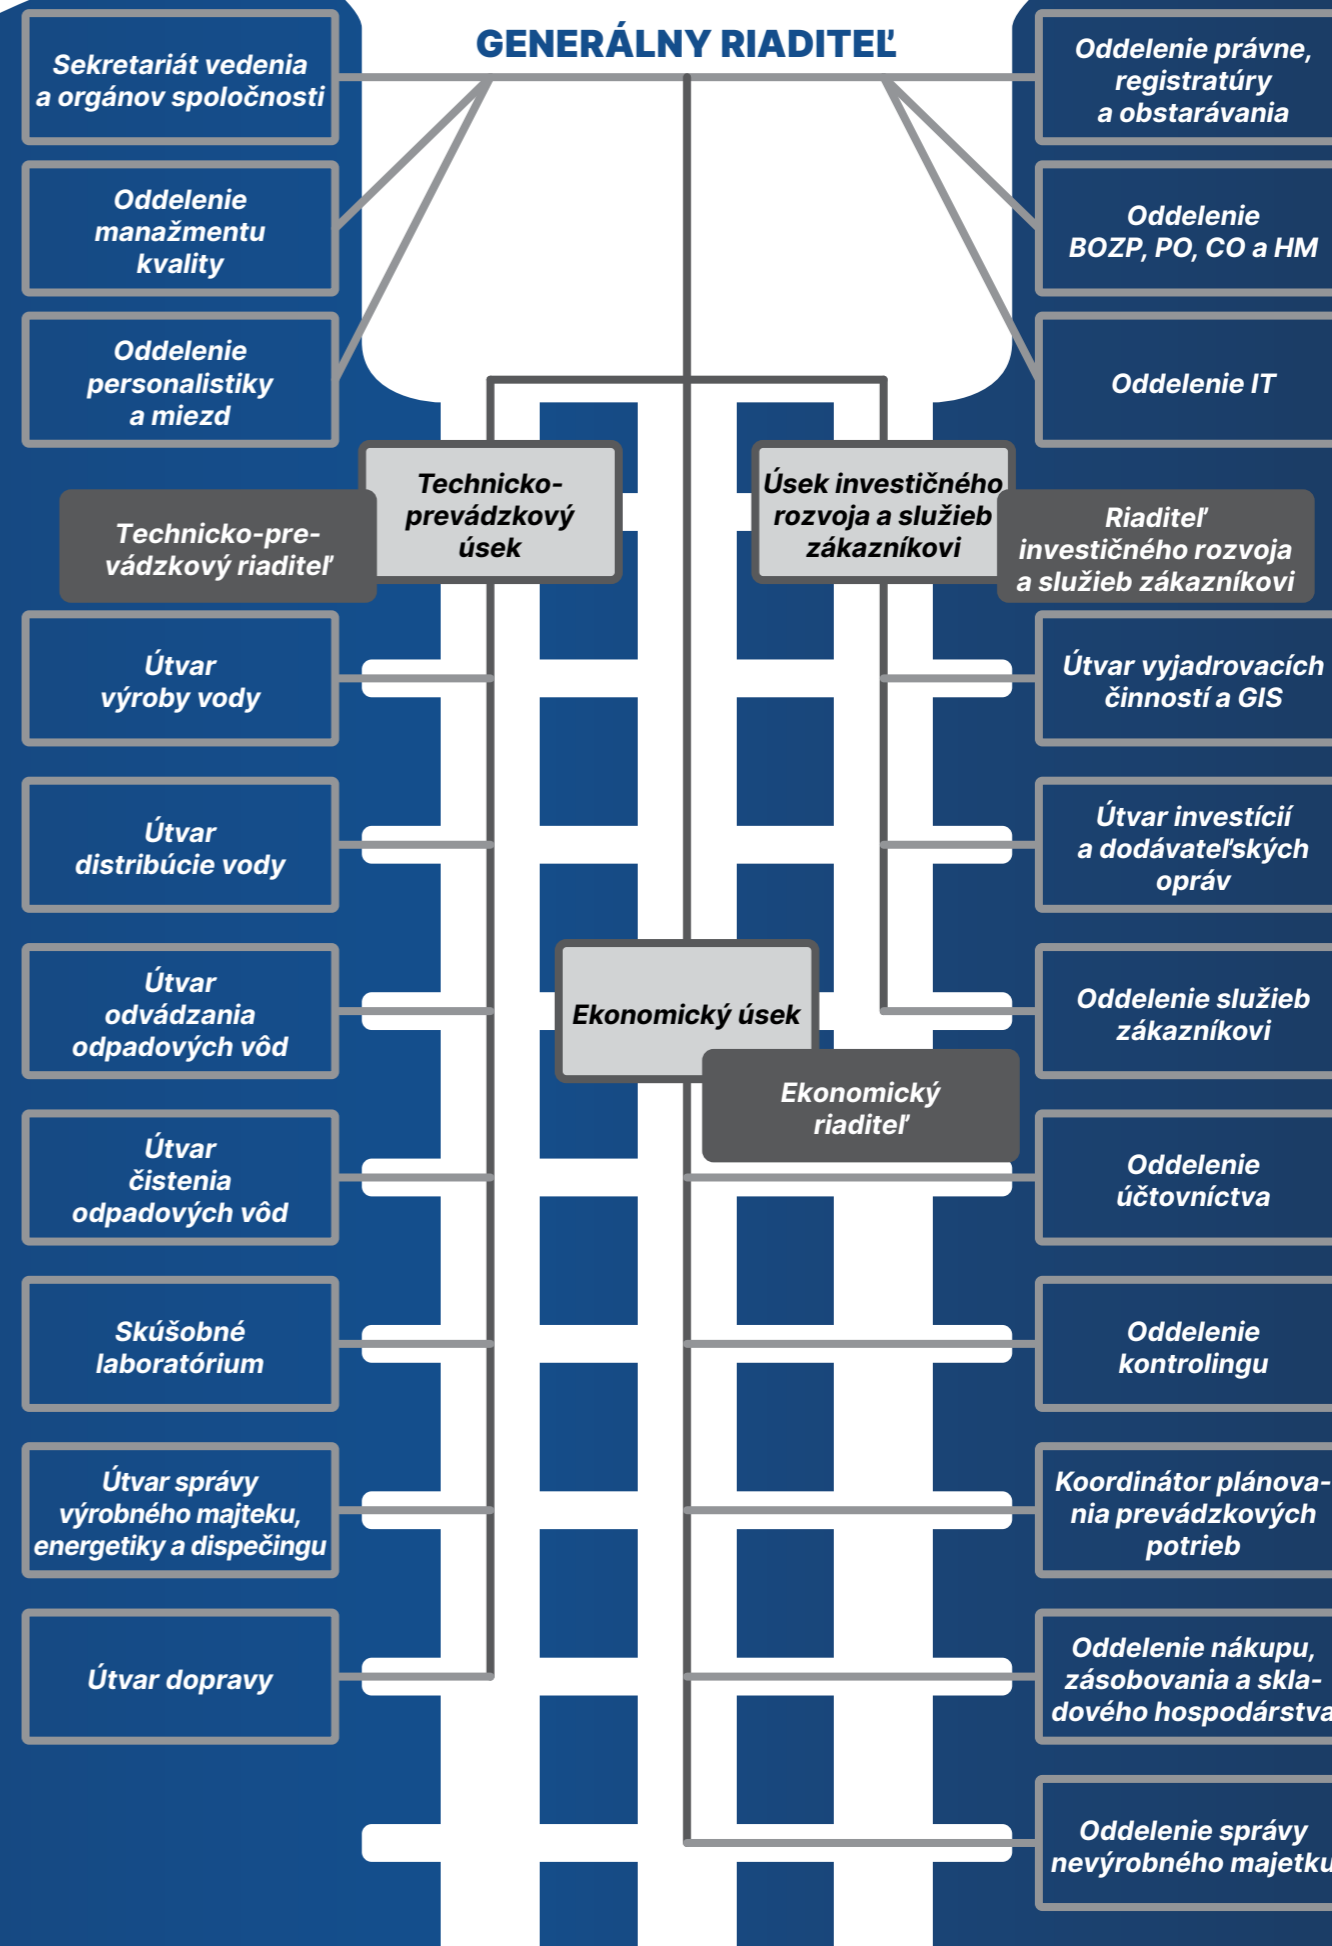 GENERÁLNY RIADITEĽ
Sekretariát vedenia
a orgánov spoločnosti
Oddelenie
manažmentu
kvality
Oddelenie
personalistiky
a miezd
Oddelenie právne,
registratúry
a obstarávania
Oddelenie
BOZP, PO, CO a HM
Oddelenie IT
Technicko-
prevádzkový
úsek
Technicko-pre-
vádzkový riaditeľ
Úsek investičného
rozvoja a služieb
zákazníkovi
Riaditeľ
investičného rozvoja
a služieb zákazníkovi
Útvar
výroby vody
Útvar
distribúcie vody
Útvar
odvádzania
odpadových vôd
Útvar
čistenia
odpadových vôd
Skúšobné
laboratórium
Útvar správy
výrobného majteku,
energetiky a dispečingu
Útvar dopravy
Útvar vyjadrovacích
činností a GIS
Útvar investícií
a dodávateľských
opráv
Oddelenie služieb
zákazníkovi
Ekonomický úsek
Ekonomický
riaditeľ
Oddelenie
účtovníctva
Oddelenie
kontrolingu
Koordinátor plánova-
nia prevádzkových
potrieb
Oddelenie nákupu,
zásobovania a skla-
dového hospodárstva
Oddelenie správy
nevýrobného majetku